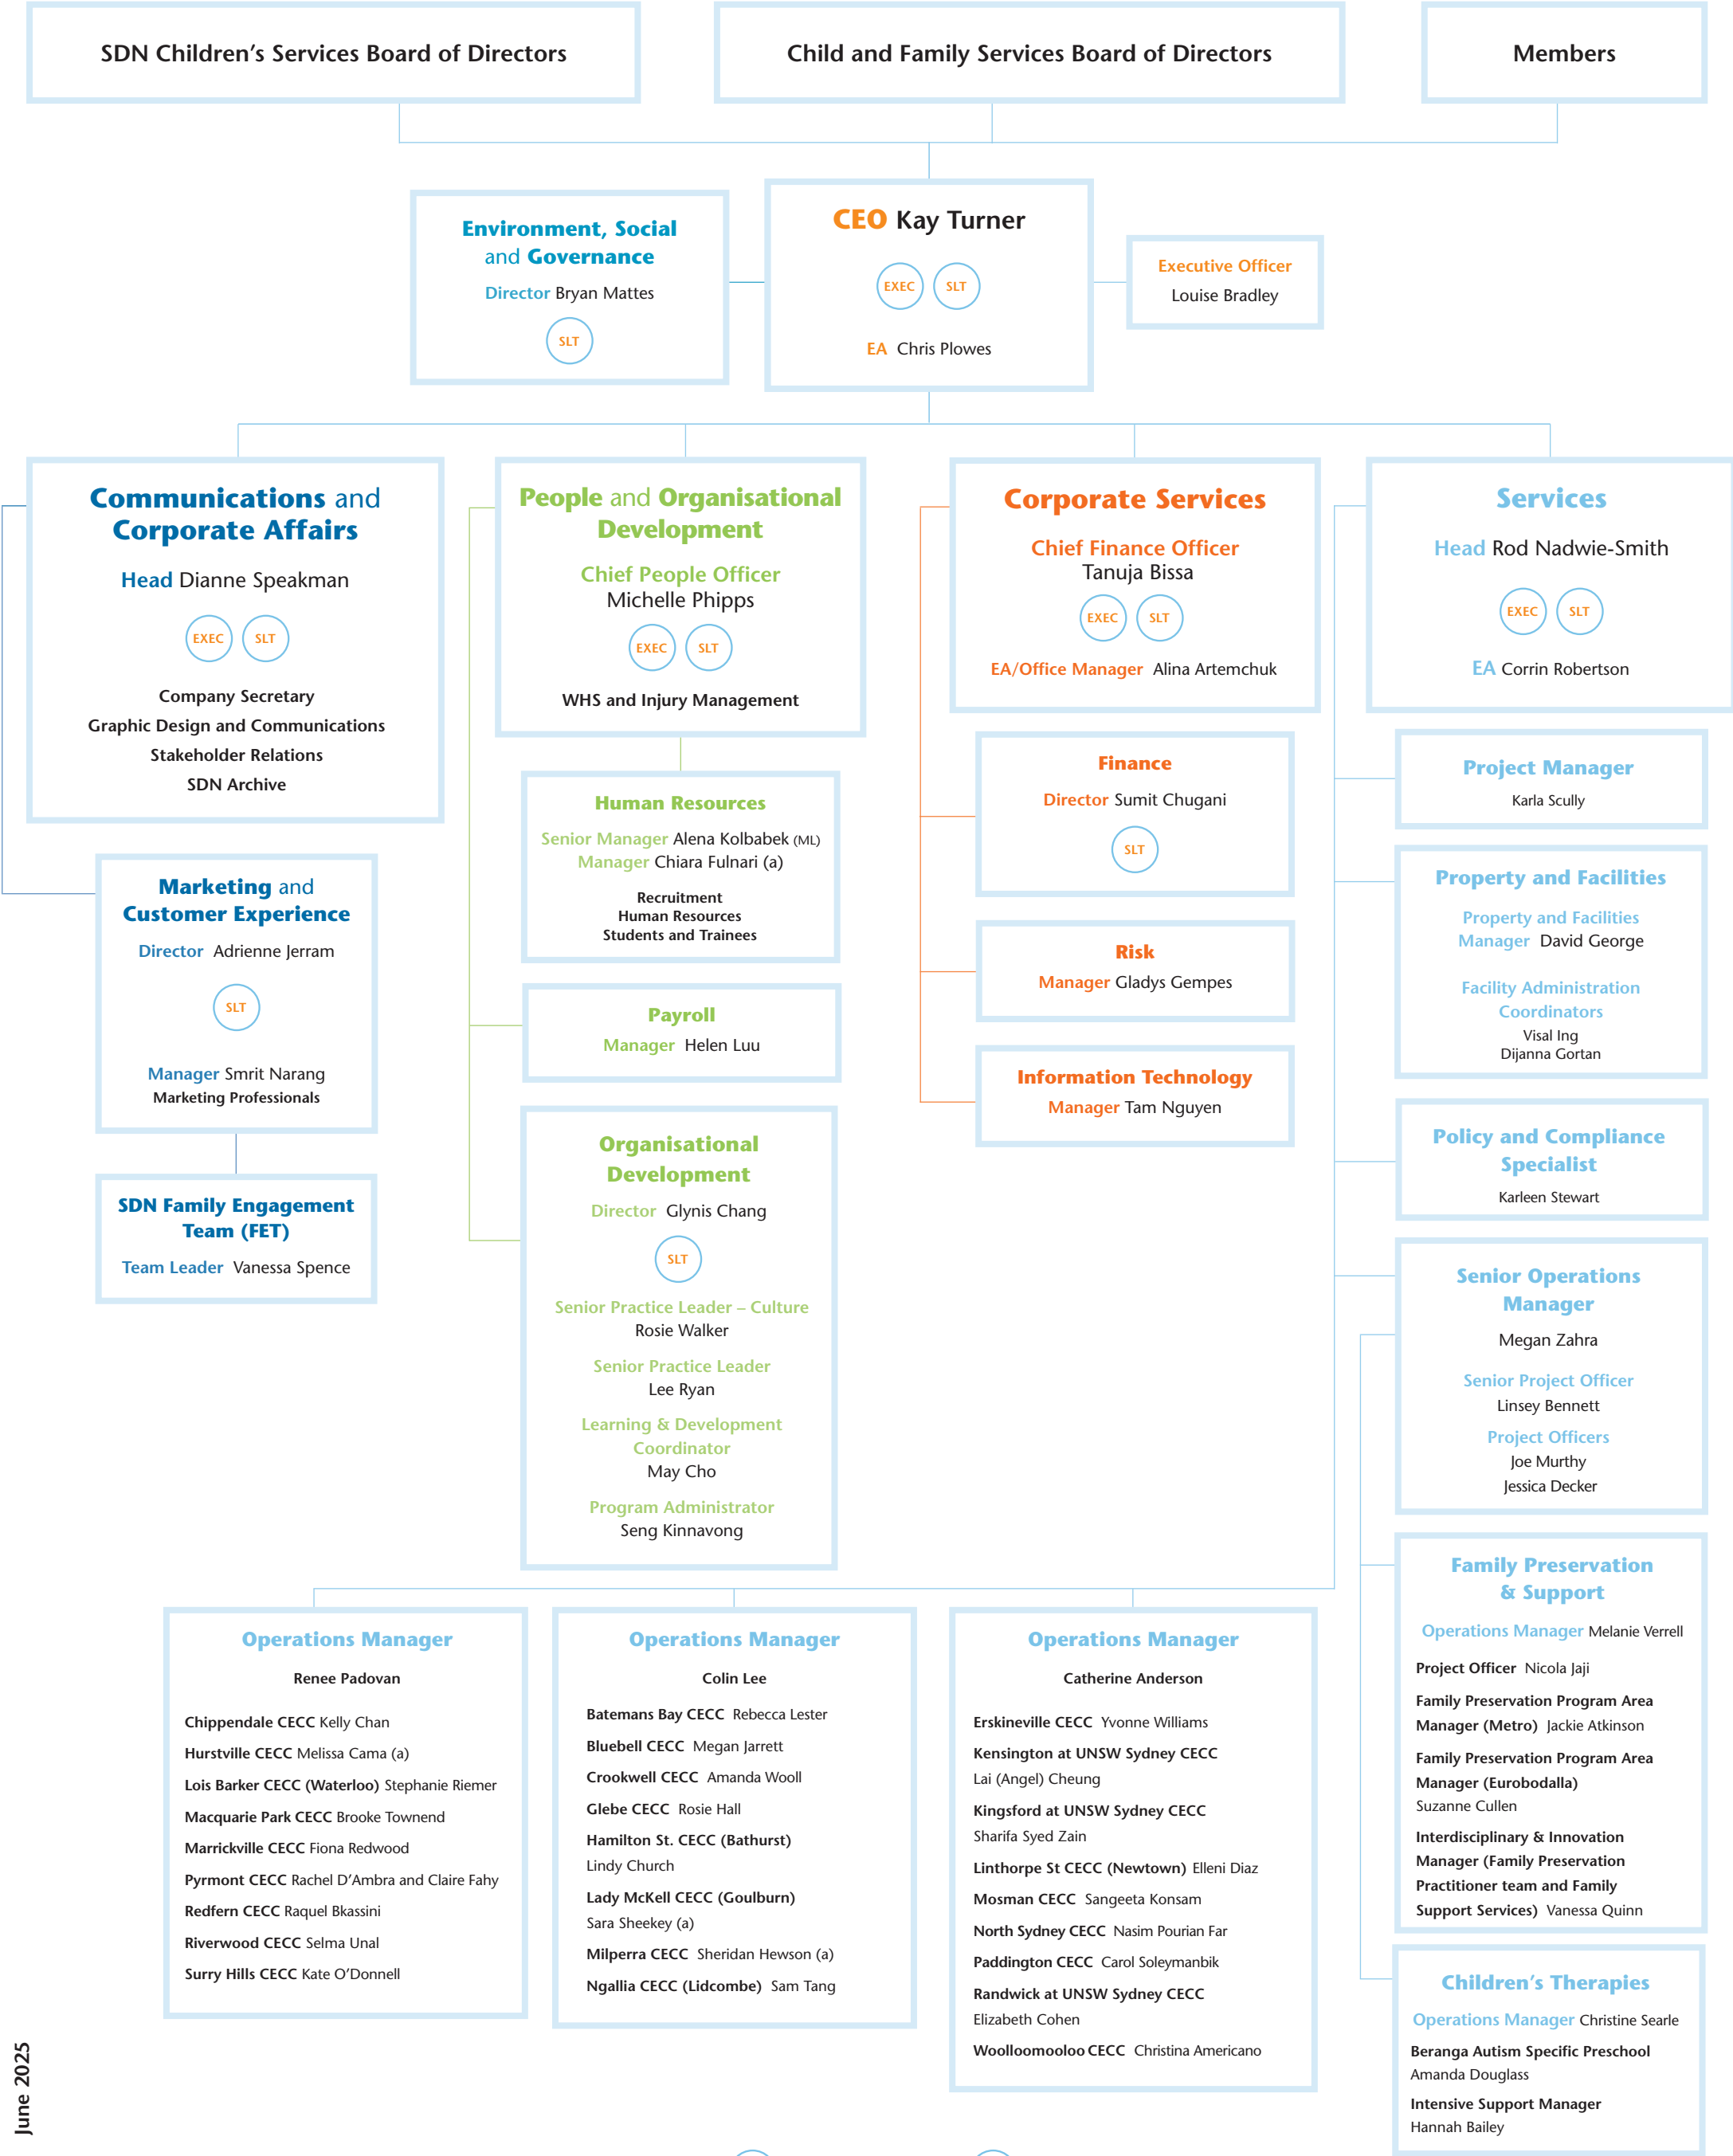 SDN Children’s Services Board of Directors
Child and Family Services Board of Directors
Members
Environment, Social
and Governance
Director Bryan Mattes
SLT
CEO Kay Turner
EXEC SLT
EA Chris Plowes
Executive Officer
Louise Bradley
Communications and
Corporate Affairs
Head Dianne Speakman
EXEC SLT
Company Secretary
Graphic Design and Communications
Stakeholder Relations
SDN Archive
Marketing and
Customer Experience
Director Adrienne Jerram
SLT
Manager Smrit Narang
Marketing Professionals
SDN Family Engagement
Team (FET)
Team Leader Vanessa Spence
People and Organisational
Development
Chief People Officer
Michelle Phipps
EXEC SLT
WHS and Injury Management
Human Resources
Senior Manager Alena Kolbabek (ML)
Manager Chiara Fulnari (a)
Recruitment
Human Resources
Students and Trainees
Payroll
Manager Helen Luu
Organisational
Development
Director Glynis Chang
SLT
Senior Practice Leader – Culture
Rosie Walker
Senior Practice Leader
Lee Ryan
Learning & Development
Coordinator
May Cho
Program Administrator
Seng Kinnavong
Corporate Services
Chief Finance Officer
Tanuja Bissa
EXEC SLT
EA/Office Manager Alina Artemchuk
Finance
Director Sumit Chugani
SLT
Risk
Manager Gladys Gempes
Information Technology
Manager Tam Nguyen
Services
Head Rod Nadwie-Smith
EXEC SLT
EA Corrin Robertson
Project Manager
Karla Scully
Property and Facilities
Property and Facilities
Manager David George
Facility Administration
Coordinators
Visal Ing
Dijanna Gortan
Policy and Compliance
Specialist
Karleen Stewart
Senior Operations
Manager
Megan Zahra
Senior Project Officer
Linsey Bennett
Project Officers
Joe Murthy
Jessica Decker
Family Preservation
& Support
Operations Manager Melanie Verrell
Project Officer Nicola Jaji
Family Preservation Program Area
Manager (Metro) Jackie Atkinson
Family Preservation Program Area
Manager (Eurobodalla)
Suzanne Cullen
Interdisciplinary & Innovation
Manager (Family Preservation
Practitioner team and Family
Support Services) Vanessa Quinn
Children’s Therapies
Operations Manager Christine Searle
Beranga Autism Specific Preschool
Amanda Douglass
Intensive Support Manager
Hannah Bailey
Operations Manager
Renee Padovan
Chippendale CECC Kelly Chan
Hurstville CECC Melissa Cama (a)
Lois Barker CECC (Waterloo) Stephanie Riemer
Macquarie Park CECC Brooke Townend
Marrickville CECC Fiona Redwood
Pyrmont CECC Rachel D’Ambra and Claire Fahy
Redfern CECC Raquel Bkassini
Riverwood CECC Selma Unal
Surry Hills CECC Kate O’Donnell
Operations Manager
Colin Lee
Batemans Bay CECC Rebecca Lester
Bluebell CECC Megan Jarrett
Crookwell CECC Amanda Wooll
Glebe CECC Rosie Hall
Hamilton St. CECC (Bathurst)
Lindy Church
Lady McKell CECC (Goulburn)
Sara Sheekey (a)
Milperra CECC Sheridan Hewson (a)
Ngallia CECC (Lidcombe) Sam Tang
Operations Manager
Catherine Anderson
Erskineville CECC Yvonne Williams
Kensington at UNSW Sydney CECC
Lai (Angel) Cheung
Kingsford at UNSW Sydney CECC
Sharifa Syed Zain
Linthorpe St CECC (Newtown) Elleni Diaz
Mosman CECC Sangeeta Konsam
North Sydney CECC Nasim Pourian Far
Paddington CECC Carol Soleymanbik
Randwick at UNSW Sydney CECC
Elizabeth Cohen
Woolloomooloo CECC Christina Americano
June 2025